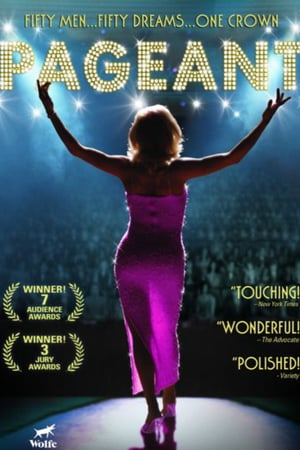 FIFTY MEN...FIFTY DREAMS...ONE CROWN
PAGEANT
WINNER!
7
AUDIENCE
AWARDS
WINNER!
3
JURY
AWARDS
"TOUCHING!
–New York Times
"WONDERFUL!
–The Advocate
"POLISHED!
–Variety
Wolfe